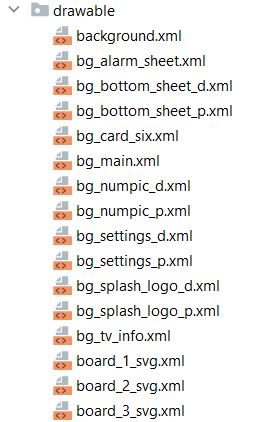 drawable
background.xml
bg_alarm_sheet.xml
bg_bottom_sheet_d.xml
bg_bottom_sheet_p.xml
bg_card_six.xml
bg_main.xml
bg_numpic_d.xml
bg_numpic_p.xml
bg_settings_d.xml
bg_settings_p.xml
bg_splash_logo_d.xml
bg_splash_logo_p.xml
bg_tv_info.xml
board_1_svg.xml
board_2_svg.xml
board_3_svg.xml